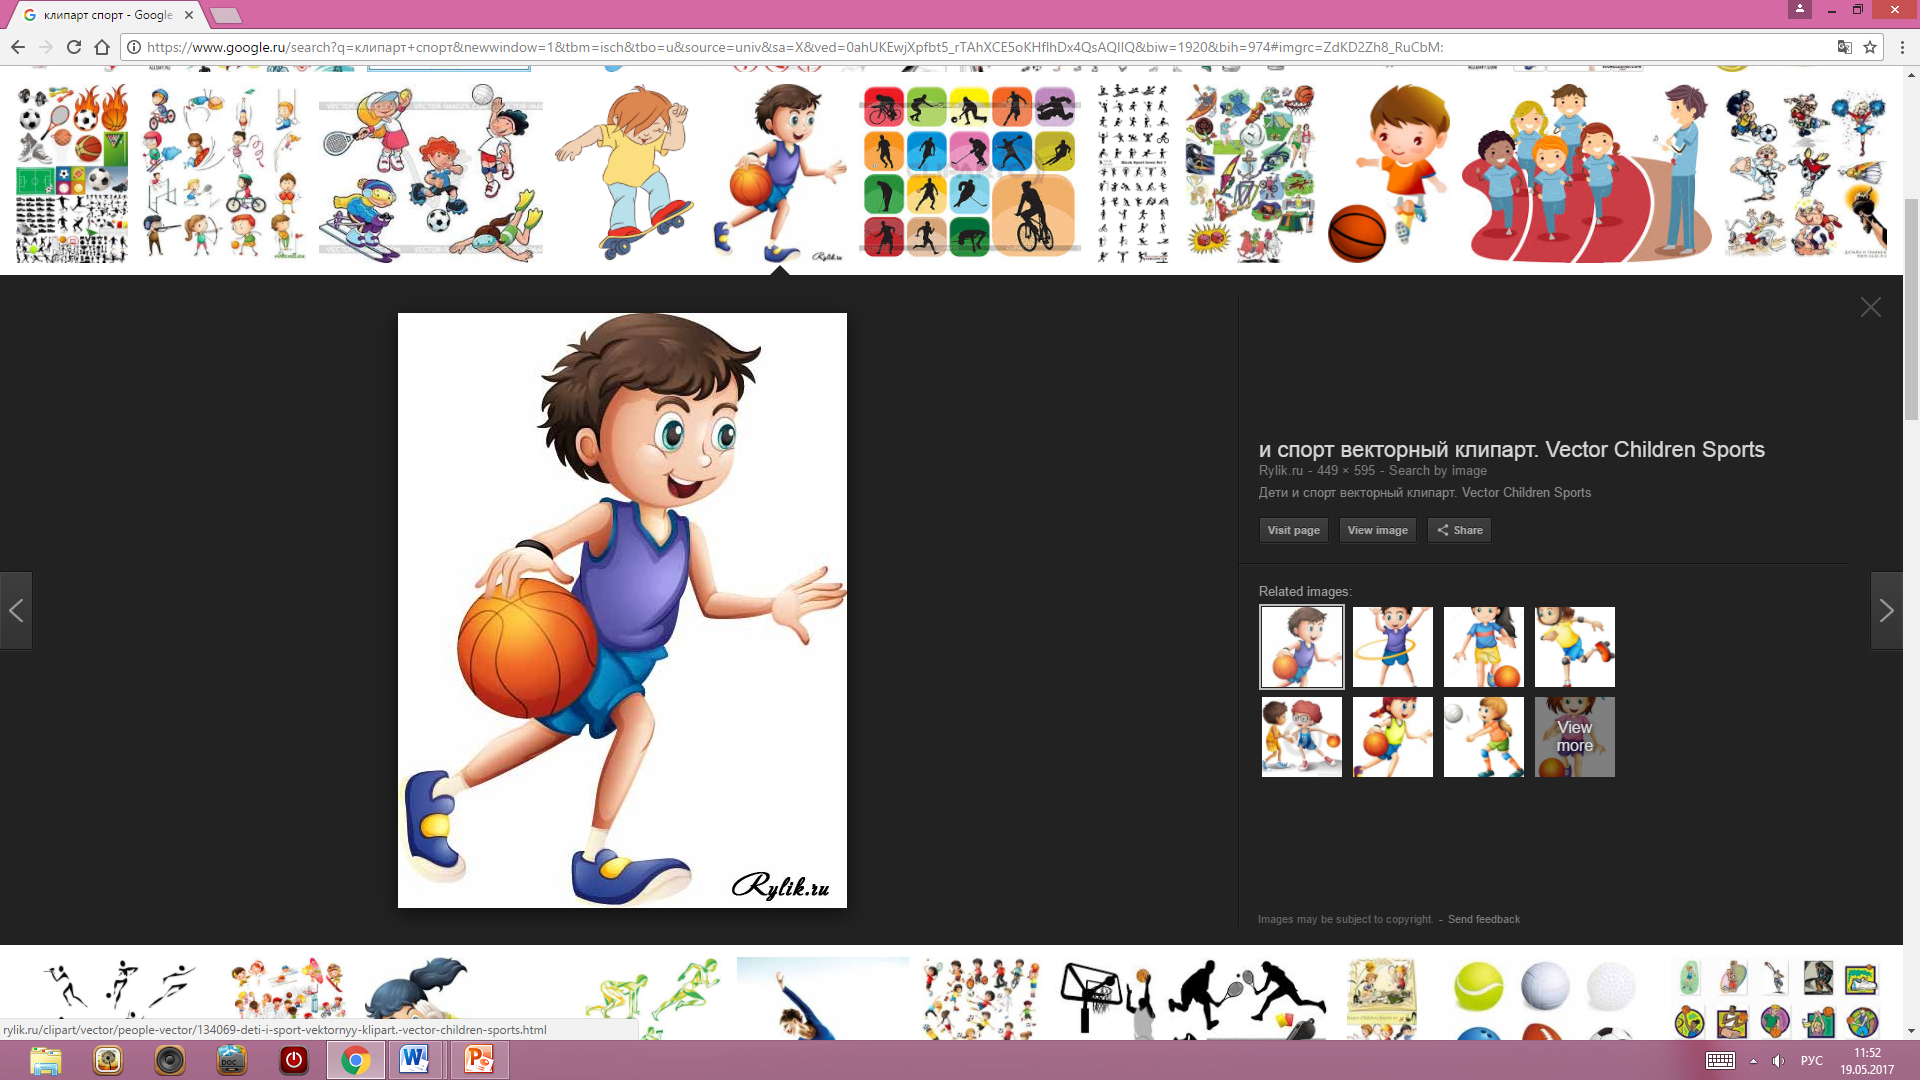 клипарт спорт - Google
https://www.google.ru/search?q=клипарт+спорт&newwindow=1&tbm=isch&tbo=u&source=univ&sa=X&ved=0ahUKEwjXpfbt5_rTAhXCE5oKHflhDx4QsAQIIQ&biw=1920&bih=974#imgrc=ZdKD2Zh8_RuCbM:
Rylik.ru
и спорт векторный клипарт. Vector Children Sports
Rylik.ru - 449 × 595 - Search by image
Дети и спорт векторный клипарт. Vector Children Sports
Visit page
View image
Share
Related images:
View more
Rylik.ru
Images may be subject to copyright. - Send feedback
rylik.ru/clipart/vector/people-vector/134069-deti-i-sport-vektornyy-klipart.-vector-children-sports.html
DOC
РУС
11:52
19.05.2017